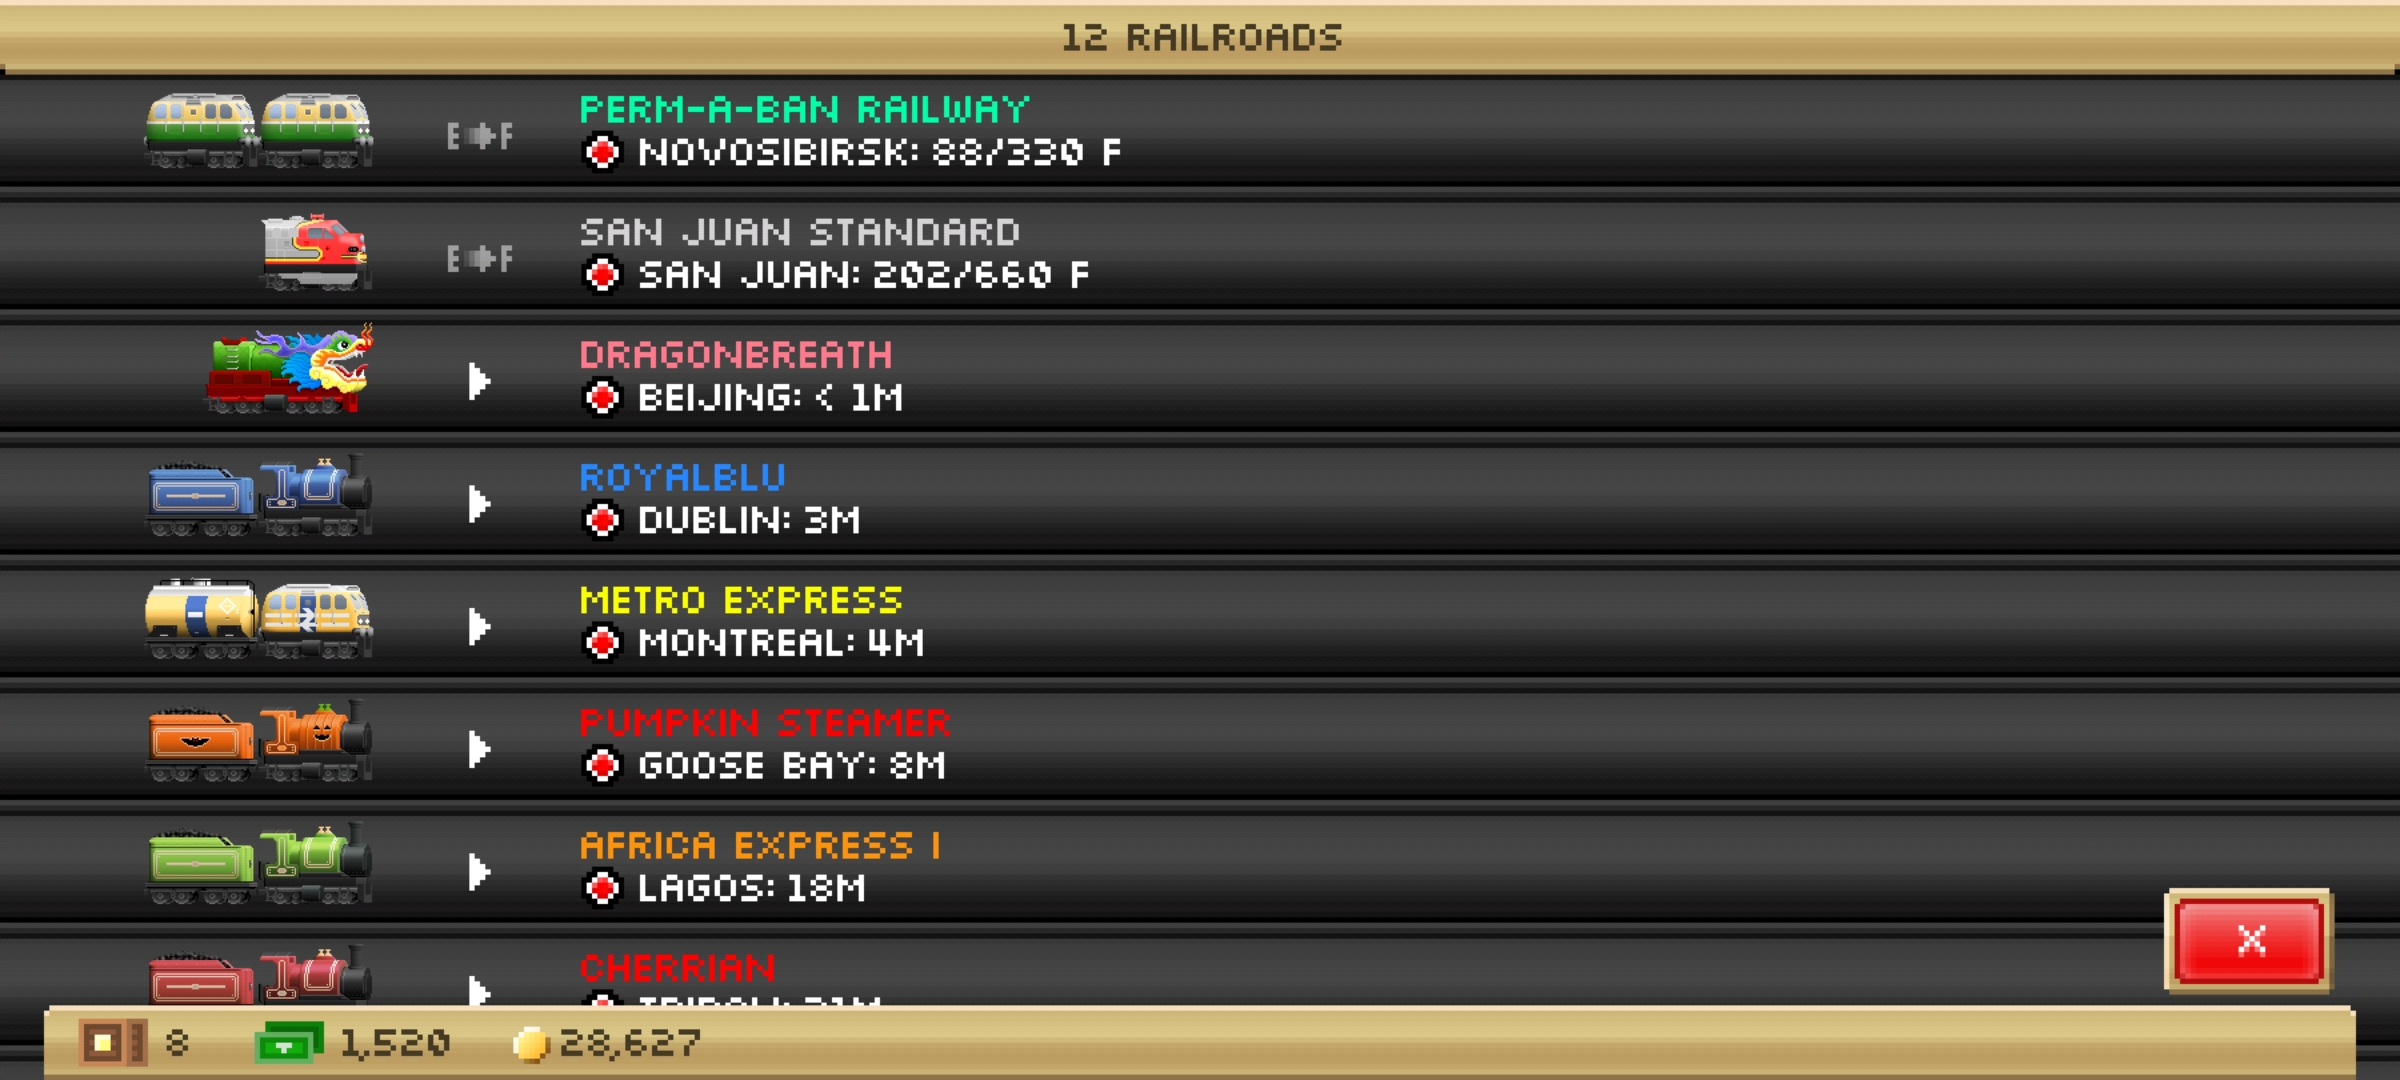 12 RAILROADS
E F
PERM-A-BAN RAILWAY
NOVOSIBIRSK: 88/330 F
E F
SAN JUAN STANDARD
SAN JUAN: 202/660 F
DRAGONBREATH
BEIJING: < 1M
ROYALBLU
DUBLIN: 3M
METRO EXPRESS
MONTREAL: 4M
PUMPKIN STEAMER
GOOSE BAY: 8M
AFRICA EXPRESS I
LAGOS: 18M
CHERRIAN
X
8 1,520 28,627